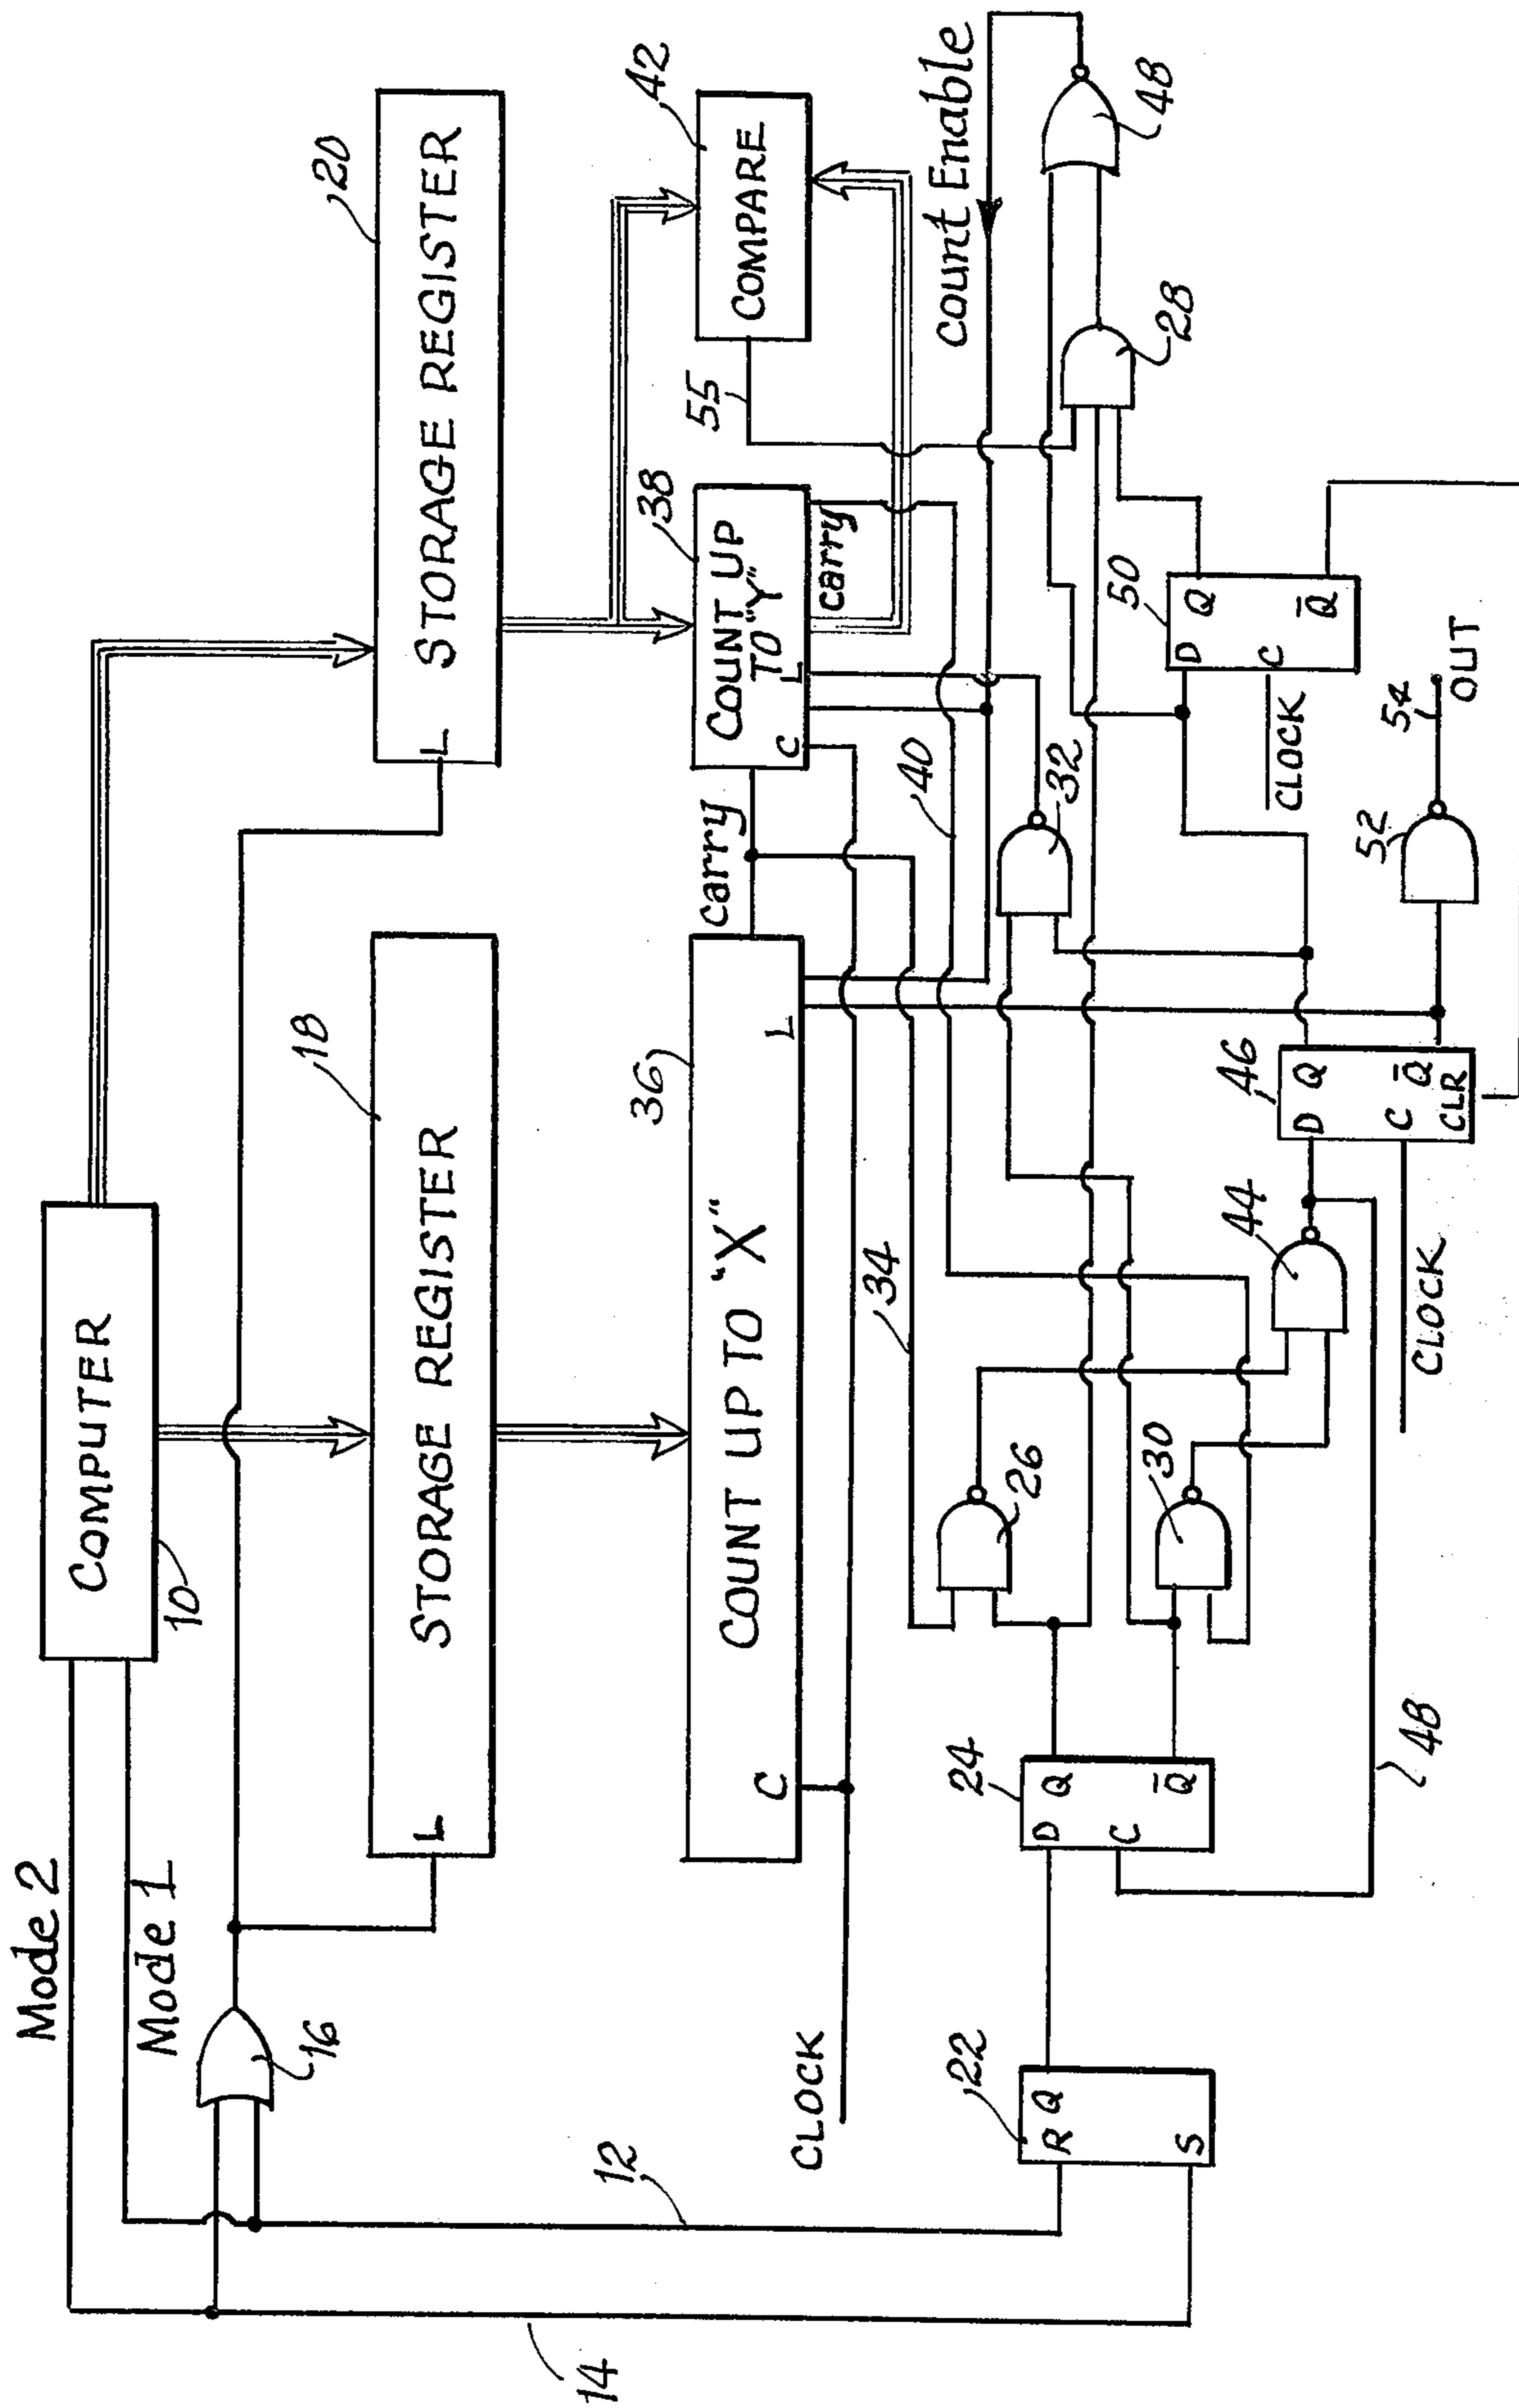 Mode 2
Mode 1
COMPUTER
10
16
STORAGE REGISTER
L
18
STORAGE REGISTER
L
20
COUNT UP TO "X"
C
L
36
carry
COUNT UP
TO "Y"
C
L
38
carry
COMPARE
42
55
CLOCK
12
14
34
40
Count Enable
22
R
Q
S
24
D
Q
C
Q̅
26
30
32
44
46
D
Q
C
Q̅
CLR
CLOCK
48
50
D
Q
C
Q̅
C̅L̅O̅C̅K̅
28
48
52
54
OUT